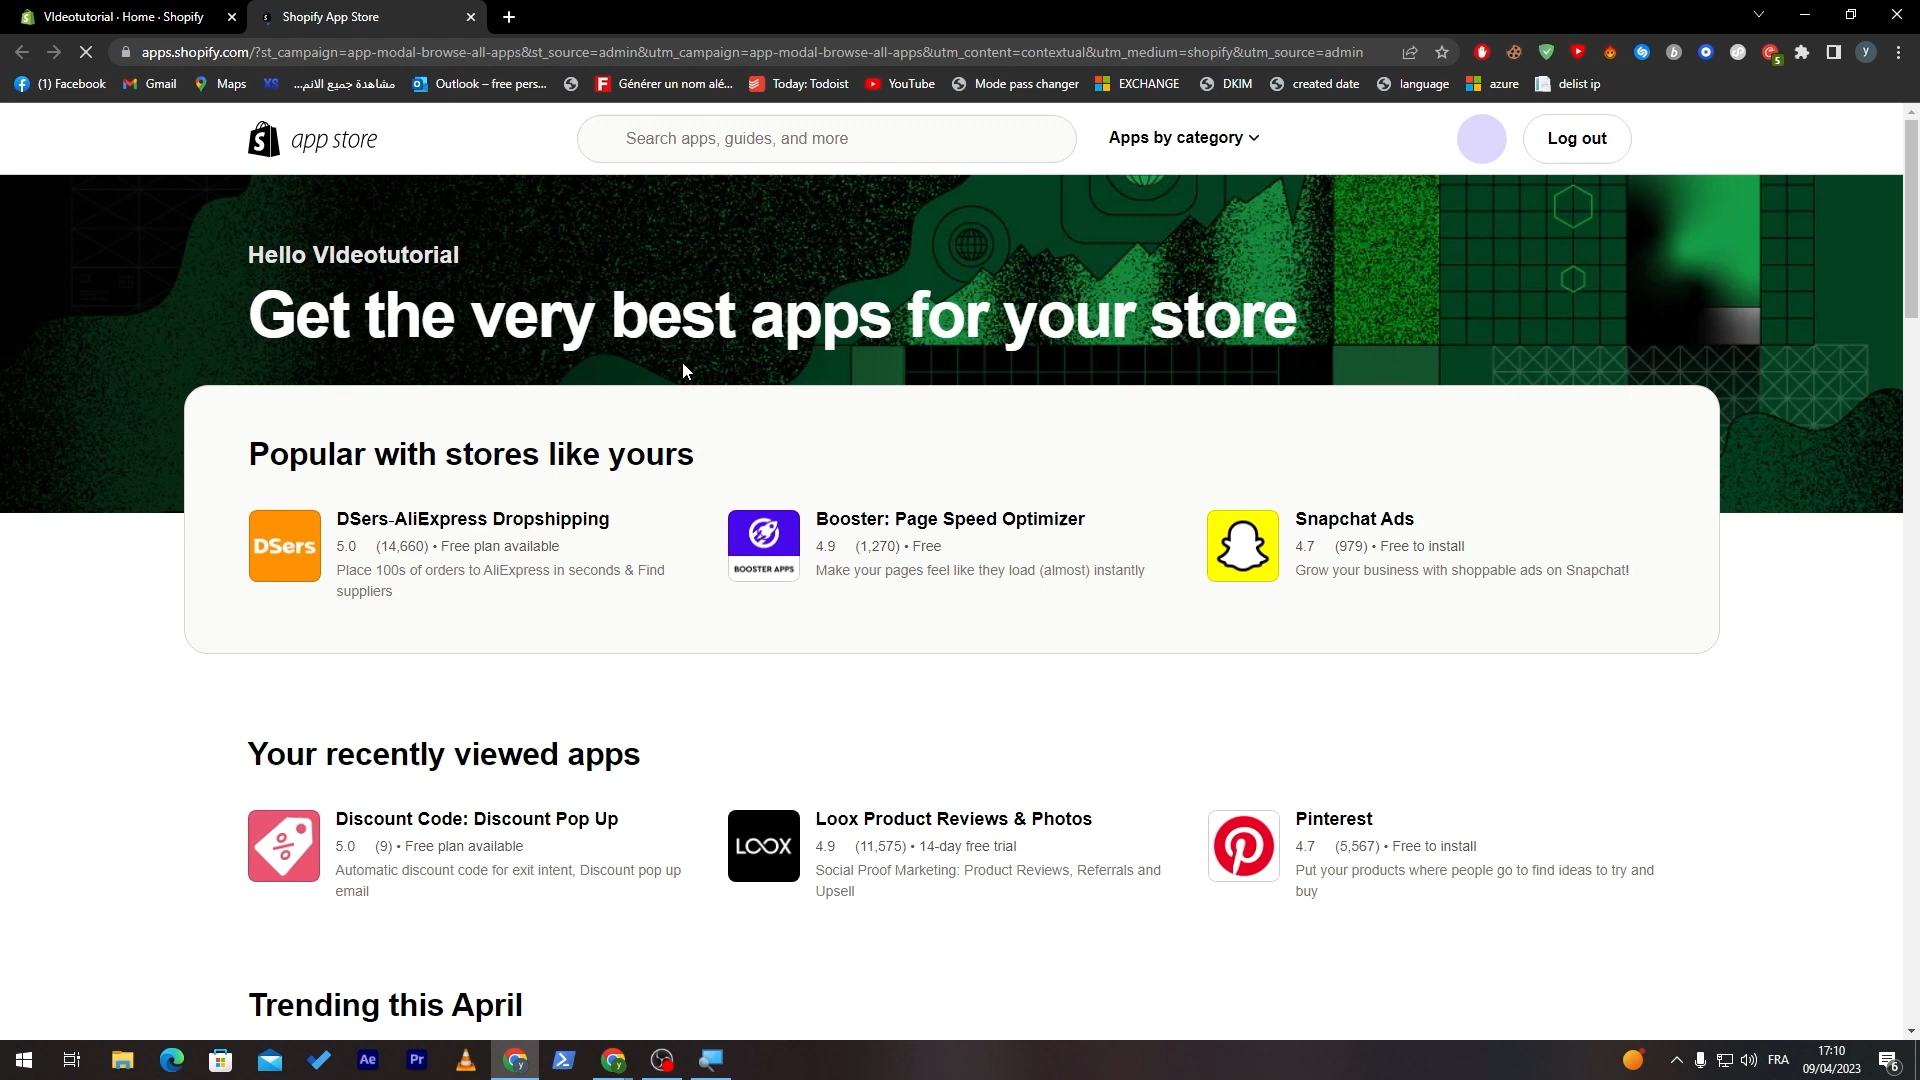 VIdeotutorial · Home · Shopify
Shopify App Store
apps.shopify.com/?st_campaign=app-modal-browse-all-apps&st_source=admin&utm_campaign=app-modal-browse-all-apps&utm_content=contextual&utm_medium=shopify&utm_source=admin
5
y
(1) Facebook
Gmail
Maps
XS
مشاهدة جميع الانم...
Outlook – free pers...
Générer un nom alé...
Today: Todoist
YouTube
Mode pass changer
EXCHANGE
DKIM
created date
language
azure
delist ip
app store
Search apps, guides, and more
Apps by category
Log out
Hello VIdeotutorial
Get the very best apps for your store
Popular with stores like yours
DSers
DSers-AliExpress Dropshipping
5.0 (14,660) • Free plan available
Place 100s of orders to AliExpress in seconds & Find
suppliers
BOOSTER APPS
Booster: Page Speed Optimizer
4.9 (1,270) • Free
Make your pages feel like they load (almost) instantly
Snapchat Ads
4.7 (979) • Free to install
Grow your business with shoppable ads on Snapchat!
Your recently viewed apps
Discount Code: Discount Pop Up
5.0 (9) • Free plan available
Automatic discount code for exit intent, Discount pop up
email
LOOX
Loox Product Reviews & Photos
4.9 (11,575) • 14-day free trial
Social Proof Marketing: Product Reviews, Referrals and
Upsell
Pinterest
4.7 (5,567) • Free to install
Put your products where people go to find ideas to try and
buy
Trending this April
Ae
Pr
FRA
17:10
09/04/2023
6